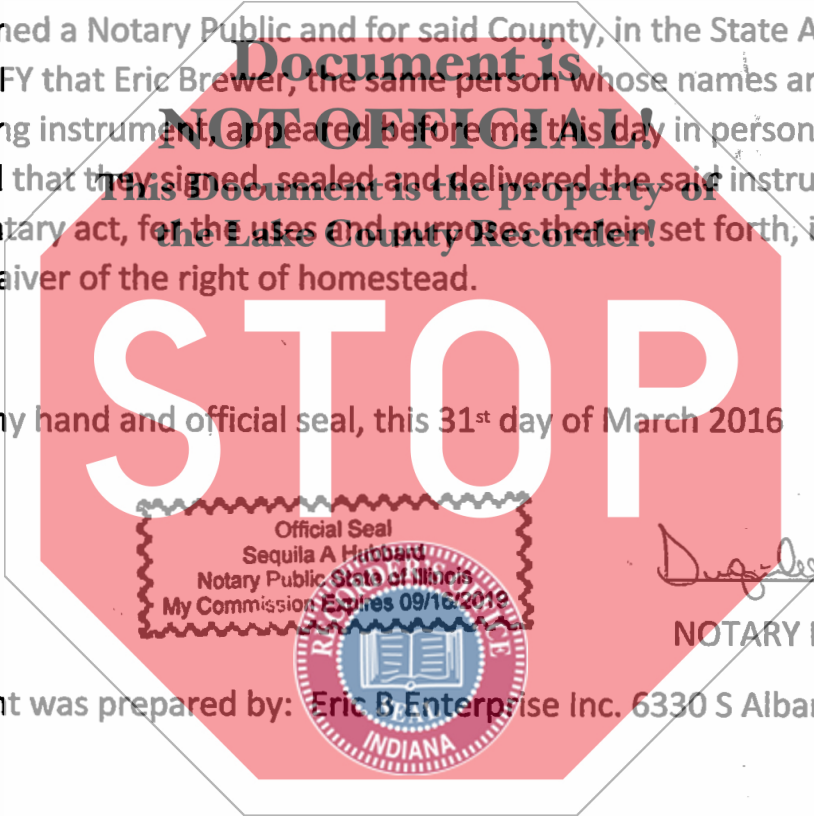 ned a Notary Public and for said County, in the State A
Document is
FY that Eric Brewer, the same person whose names ar
NOT OFFICIAL!
ng instrument, appeared before me this day in person
This Document is the property of
that they signed, sealed and delivered the said instru
the Lake County Recorder!
tary act, for the uses and purposes therein set forth, i
aiver of the right of homestead.
STOP
ny hand and official seal, this 31st day of March 2016
Official Seal
Sequila A Hubbard
Notary Public State of Illinois
My Commission Expires 09/16/2019
RECORDER'S OFFICE
SEAL
INDIANA
NOTARY
nt was prepared by: Eric B Enterprise Inc. 6330 S Alba